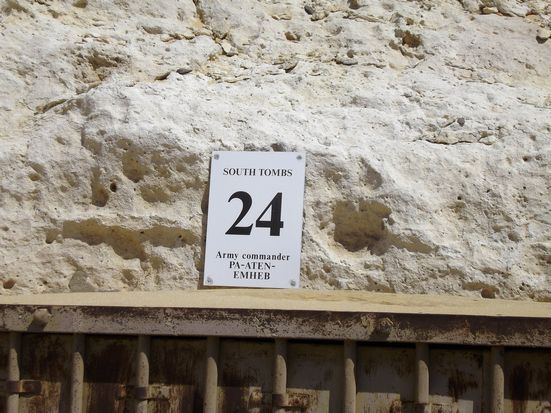 SOUTH TOMBS
24
Army commander
PA-ATEN-
EMHEB